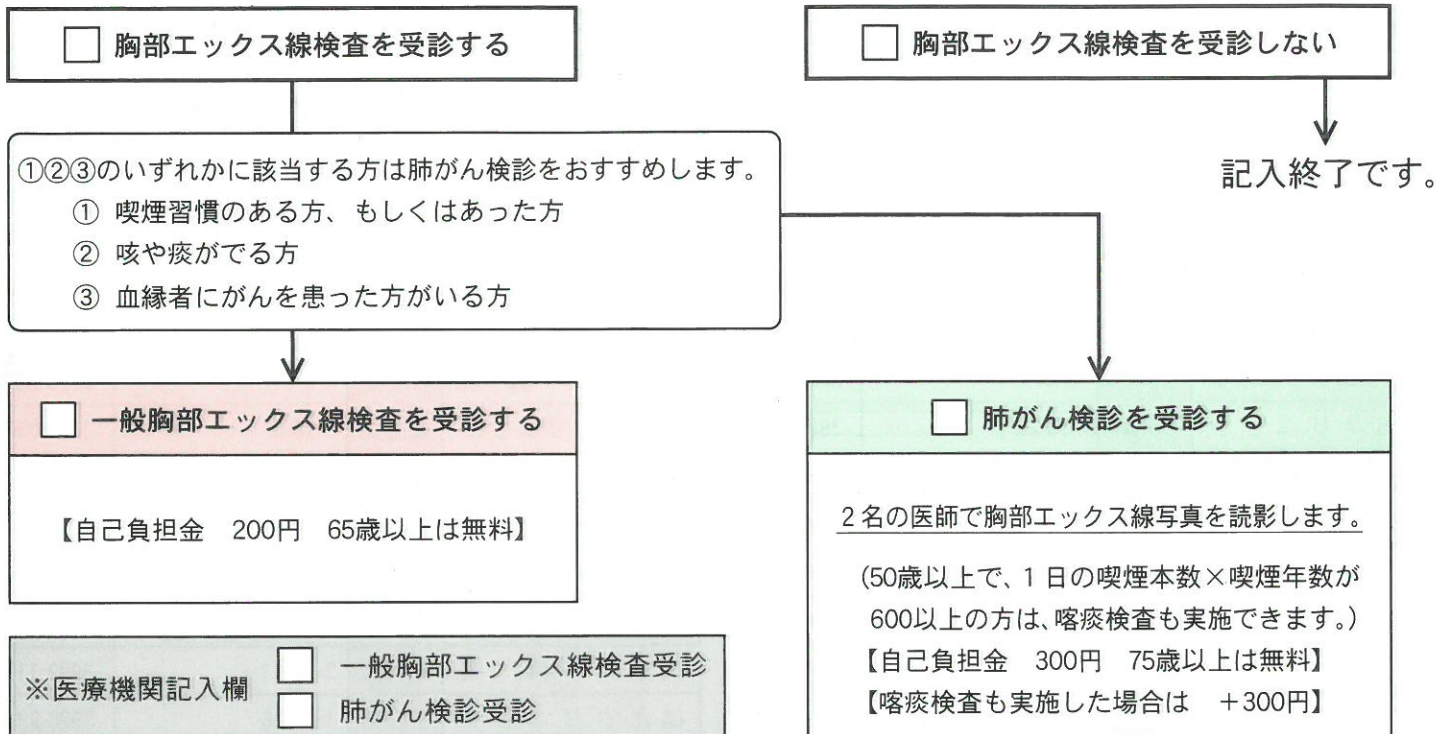 □ 胸部エックス線検査を受診する
□ 胸部エックス線検査を受診しない
記入終了です。
①②③のいずれかに該当する方は肺がん検診をおすすめします。
① 喫煙習慣のある方、もしくはあった方
② 咳や痰がでる方
③ 血縁者にがんを患った方がいる方
□ 一般胸部エックス線検査を受診する
【自己負担金 200円 65歳以上は無料】
□ 肺がん検診を受診する
2名の医師で胸部エックス線写真を読影します。
(50歳以上で、1日の喫煙本数×喫煙年数が
600以上の方は、喀痰検査も実施できます。)
【自己負担金 300円 75歳以上は無料】
【喀痰検査も実施した場合は +300円】
※医療機関記入欄
□ 一般胸部エックス線検査受診
□ 肺がん検診受診